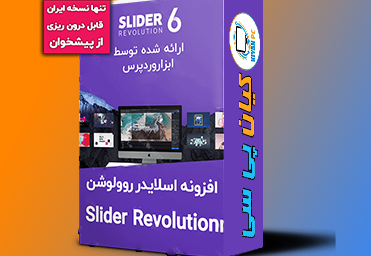 تنها نسخه ایران
قابل درون ریزی
از پیشخوان
SLIDER 6
REVOLUTION
ارائه شده توسط
ابزاروردپرس
افزونه اسلایدر روولوشن
Slider Revolution
کیان پی سی